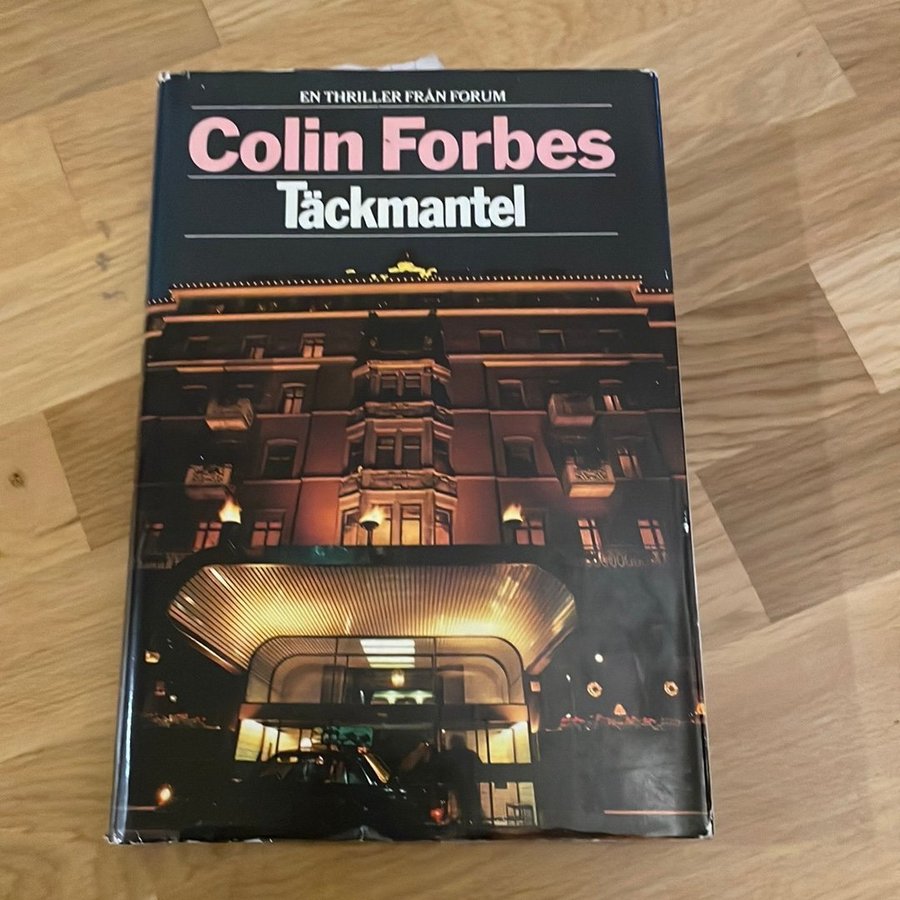 EN THRILLER FRÅN FORUM
Colin Forbes
Täckmantel